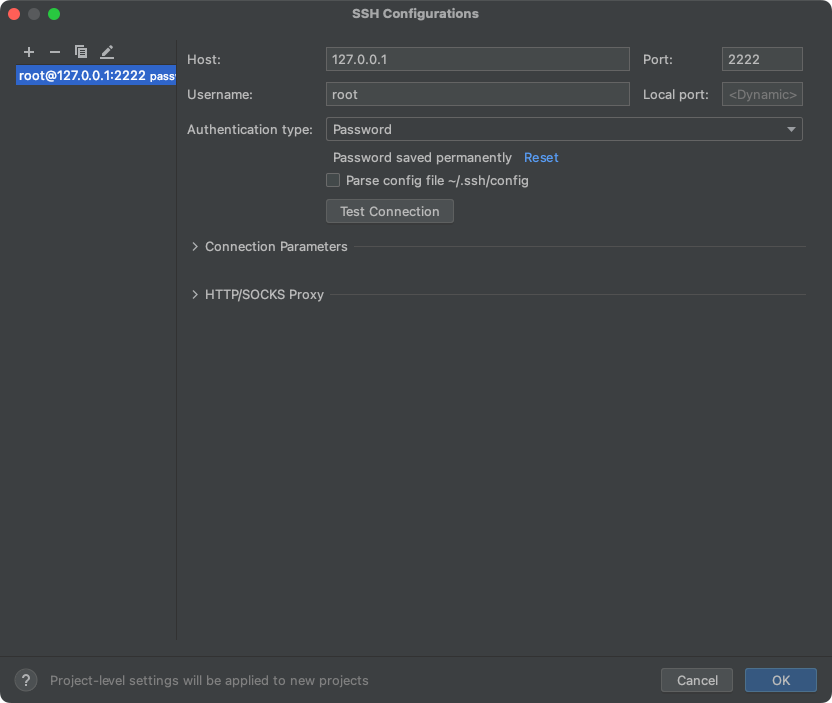 SSH Configurations
root@127.0.0.1:2222 passw
Host: 127.0.0.1 Port: 2222
Username: root Local port: <Dynamic>
Authentication type: Password
Password saved permanently Reset
Parse config file ~/.ssh/config
Test Connection
Connection Parameters
HTTP/SOCKS Proxy
? Project-level settings will be applied to new projects Cancel OK